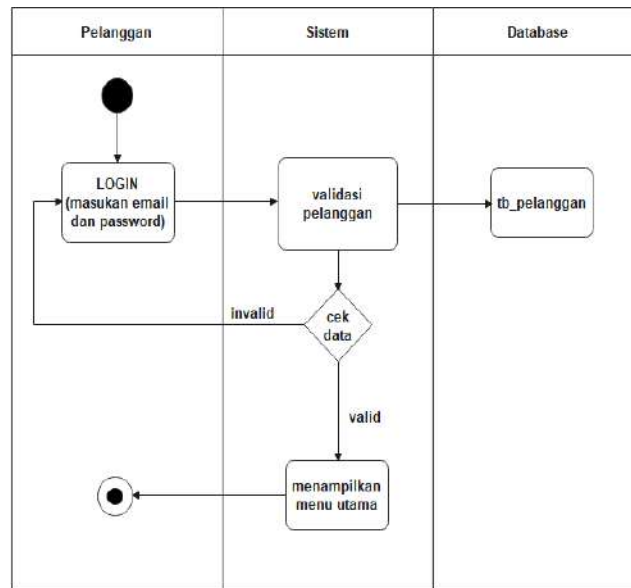 Pelanggan
Sistem
Database
LOGIN
(masukan email
dan password)
validasi
pelanggan
tb_pelanggan
invalid
cek
data
valid
menampilkan
menu utama